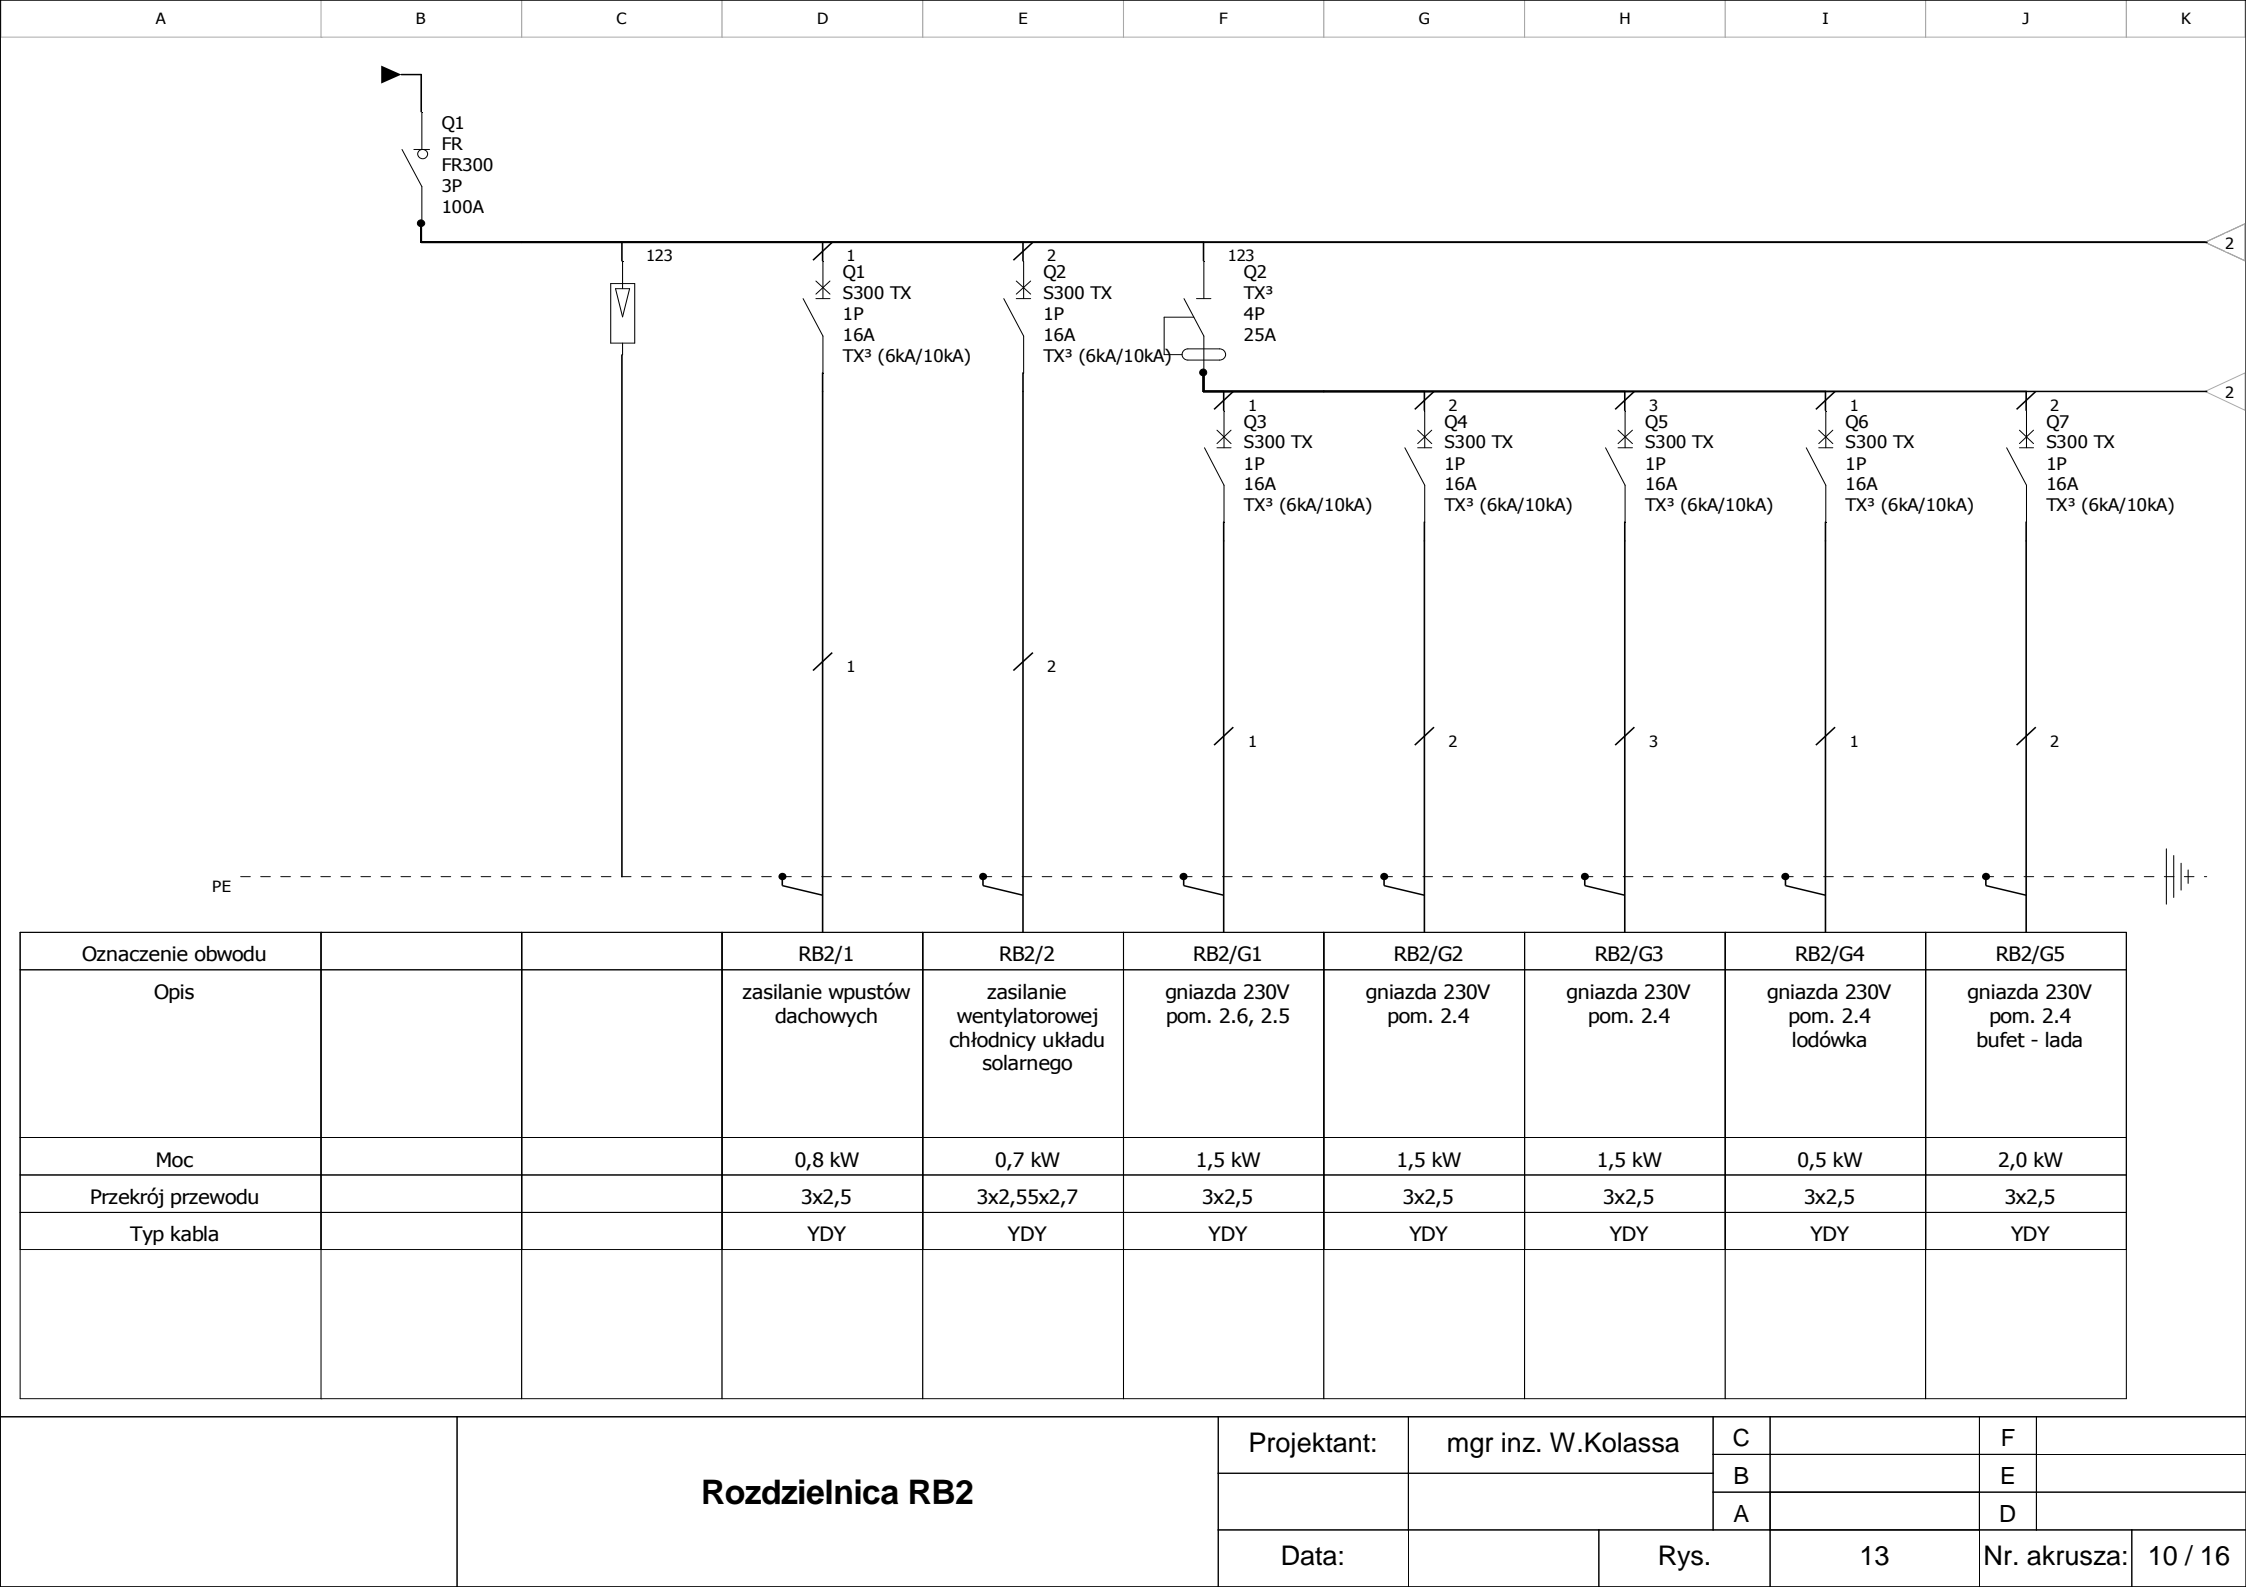 A B C D E F G H I J K
Q1
FR
FR300
3P
100A
2
123
1
Q1
S300 TX
1P
16A
TX³ (6kA/10kA)
2
Q2
S300 TX
1P
16A
TX³ (6kA/10kA)
123
Q2
TX³
4P
25A
2
1
Q3
S300 TX
1P
16A
TX³ (6kA/10kA)
2
Q4
S300 TX
1P
16A
TX³ (6kA/10kA)
3
Q5
S300 TX
1P
16A
TX³ (6kA/10kA)
1
Q6
S300 TX
1P
16A
TX³ (6kA/10kA)
2
Q7
S300 TX
1P
16A
TX³ (6kA/10kA)
1 2
1 2 3 1 2
PE
Oznaczenie obwodu RB2/1 RB2/2 RB2/G1 RB2/G2 RB2/G3 RB2/G4 RB2/G5
Opis
zasilanie wpustów
dachowych
zasilanie
wentylatorowej
chłodnicy układu
solarnego
gniazda 230V
pom. 2.6, 2.5
gniazda 230V
pom. 2.4
gniazda 230V
pom. 2.4
gniazda 230V
pom. 2.4
lodówka
gniazda 230V
pom. 2.4
bufet - lada
Moc 0,8 kW 0,7 kW 1,5 kW 1,5 kW 1,5 kW 0,5 kW 2,0 kW
Przekrój przewodu 3x2,5 3x2,55x2,7 3x2,5 3x2,5 3x2,5 3x2,5 3x2,5
Typ kabla YDY YDY YDY YDY YDY YDY YDY
Rozdzielnica RB2
Projektant: mgr inz. W.Kolassa
C F
B E
A D
Data: Rys. 13 Nr. akrusza: 10 / 16